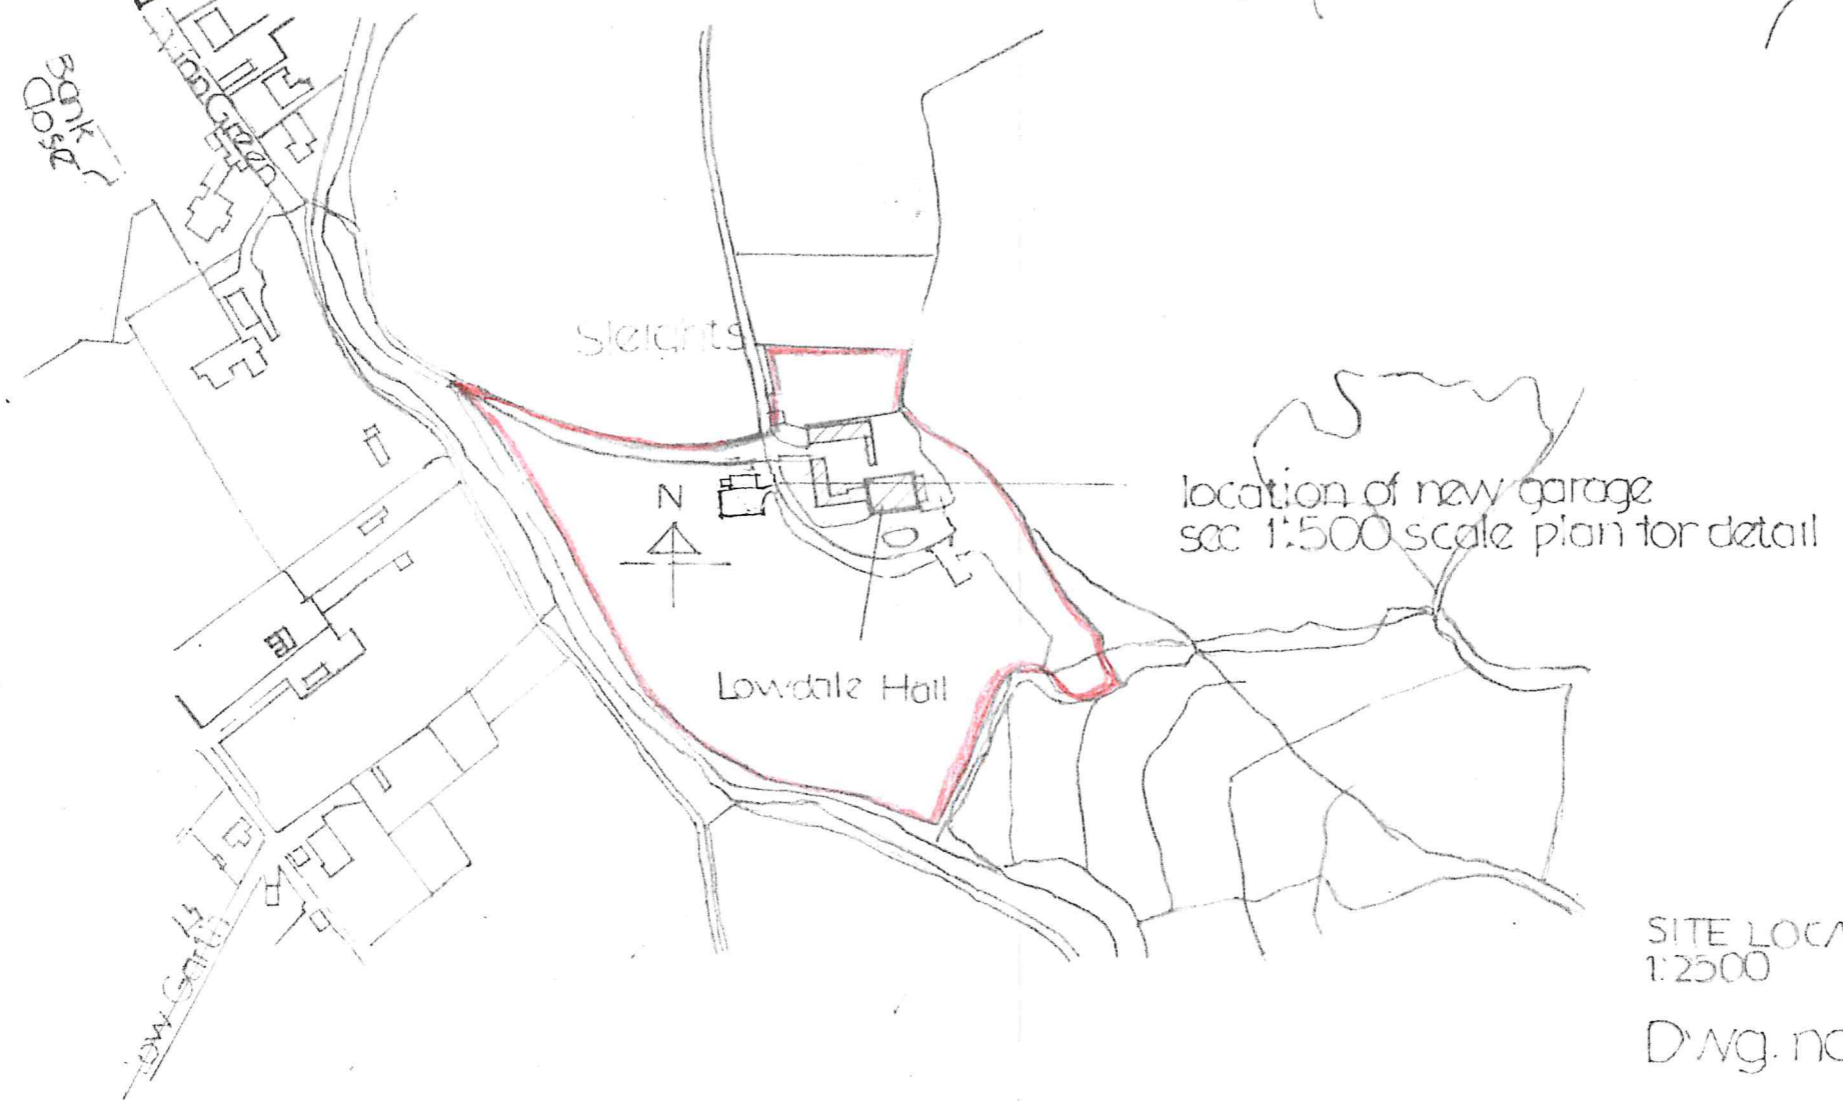 Bank
Close
Green
Sleights
N
location of new garage
see 1:500 scale plan for detail
Lowdale Hall
Low Garth
SITE LOCA
1:2500
Dwg. no